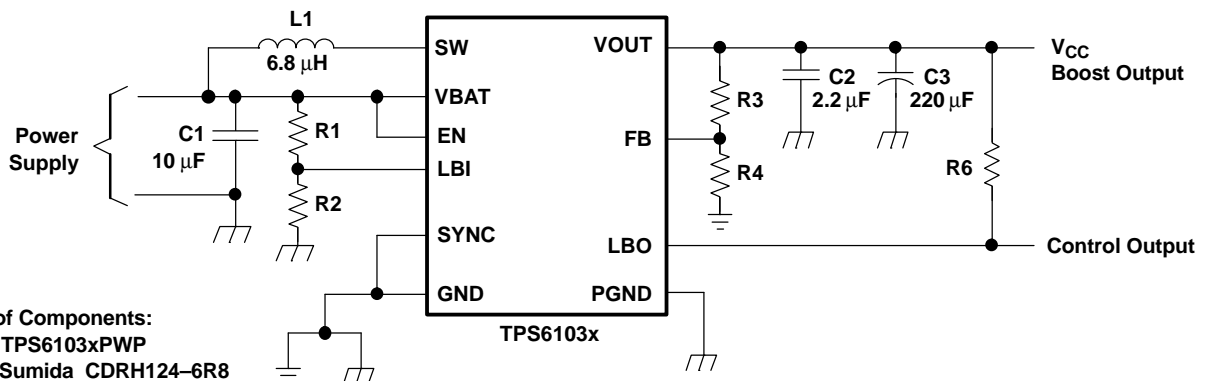 L1
6.8 μH
SW
VOUT
VCC
Boost Output
VBAT
R3
C2
2.2 μF
C3
220 μF
Power
Supply
C1
10 μF
R1
EN
FB
LBI
R4
R6
R2
SYNC
LBO
Control Output
GND
PGND
TPS6103x
of Components:
TPS6103xPWP
Sumida CDRH124–6R8